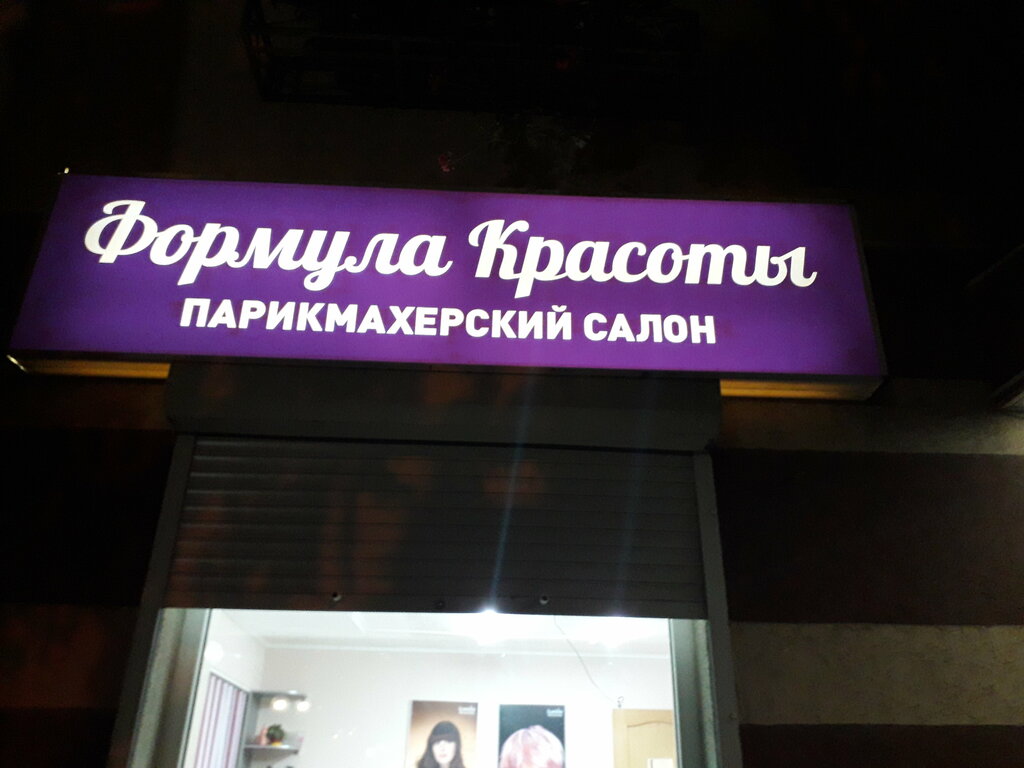 Формула Красоты
ПАРИКМАХЕРСКИЙ САЛОН